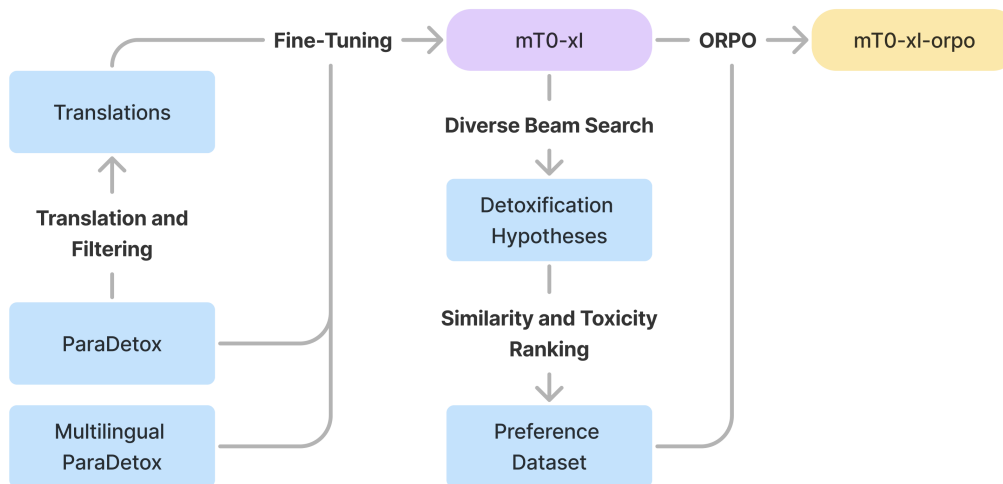 Fine-Tuning
mT0-xl
ORPO
mT0-xl-orpo
Translations
Diverse Beam Search
Translation and
Filtering
Detoxification
Hypotheses
ParaDetox
Similarity and Toxicity
Ranking
Multilingual
ParaDetox
Preference
Dataset